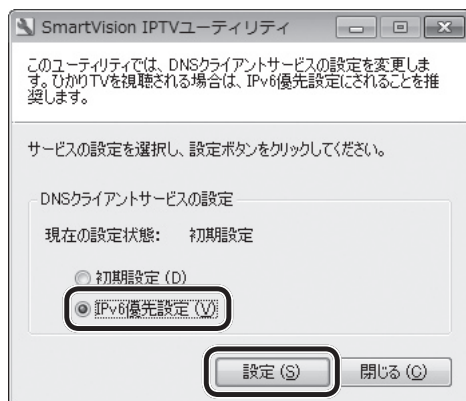 SmartVision IPTVユーティリティ
このユーティリティでは、DNSクライアントサービスの設定を変更しま
す。ひかりTVを視聴される場合は、IPv6優先設定にされることを推
奨します。
サービスの設定を選択し、設定ボタンをクリックしてください。
DNSクライアントサービスの設定
現在の設定状態： 初期設定
初期設定 (D)
IPv6優先設定 (V)
設定 (S)
閉じる (C)